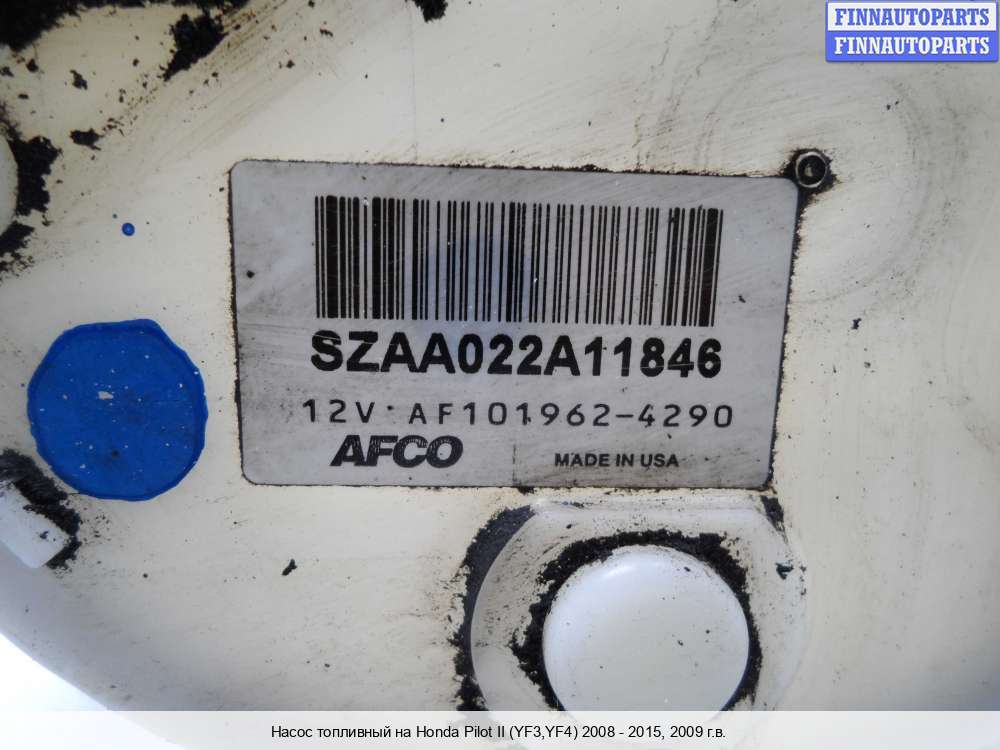 FINNAUTOPARTS
FINNAUTOPARTS
SZAA022A11846
12V AF101962-4290
AFCO MADE IN USA
Насос топливный на Honda Pilot II (YF3,YF4) 2008 - 2015, 2009 г.в.